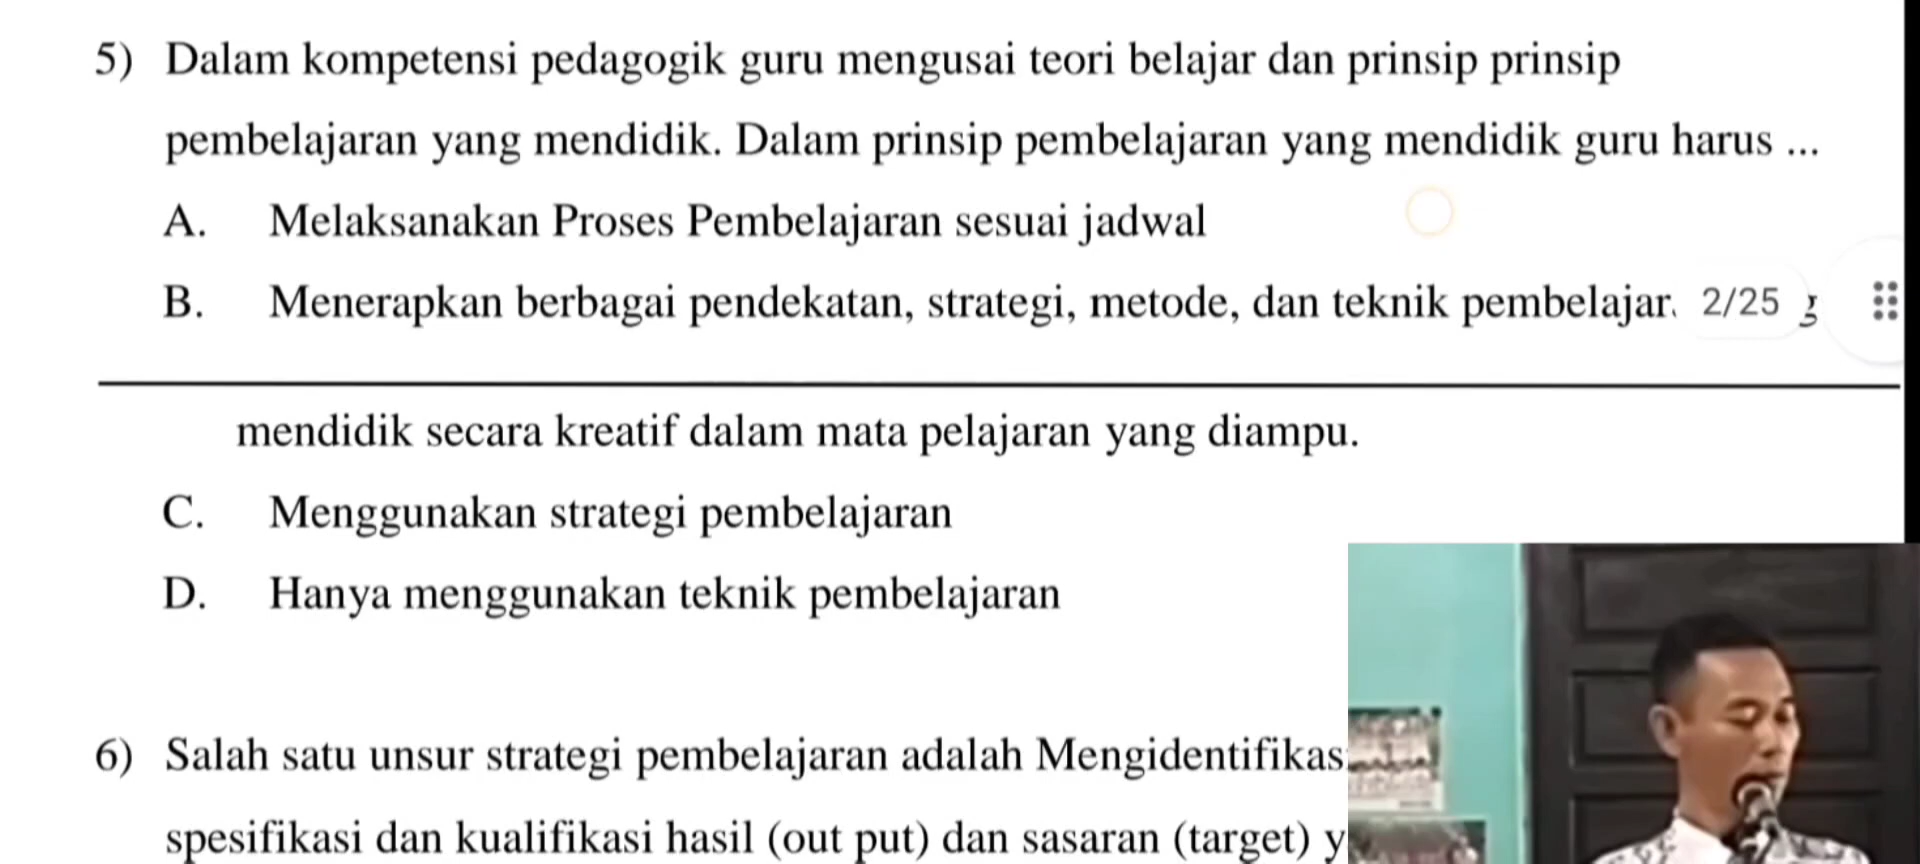 5) Dalam kompetensi pedagogik guru mengusai teori belajar dan prinsip prinsip
pembelajaran yang mendidik. Dalam prinsip pembelajaran yang mendidik guru harus ...
A. Melaksanakan Proses Pembelajaran sesuai jadwal
B. Menerapkan berbagai pendekatan, strategi, metode, dan teknik pembelajar 2/25 g
mendidik secara kreatif dalam mata pelajaran yang diampu.
C. Menggunakan strategi pembelajaran
D. Hanya menggunakan teknik pembelajaran
6) Salah satu unsur strategi pembelajaran adalah Mengidentifikas
spesifikasi dan kualifikasi hasil (out put) dan sasaran (target) y